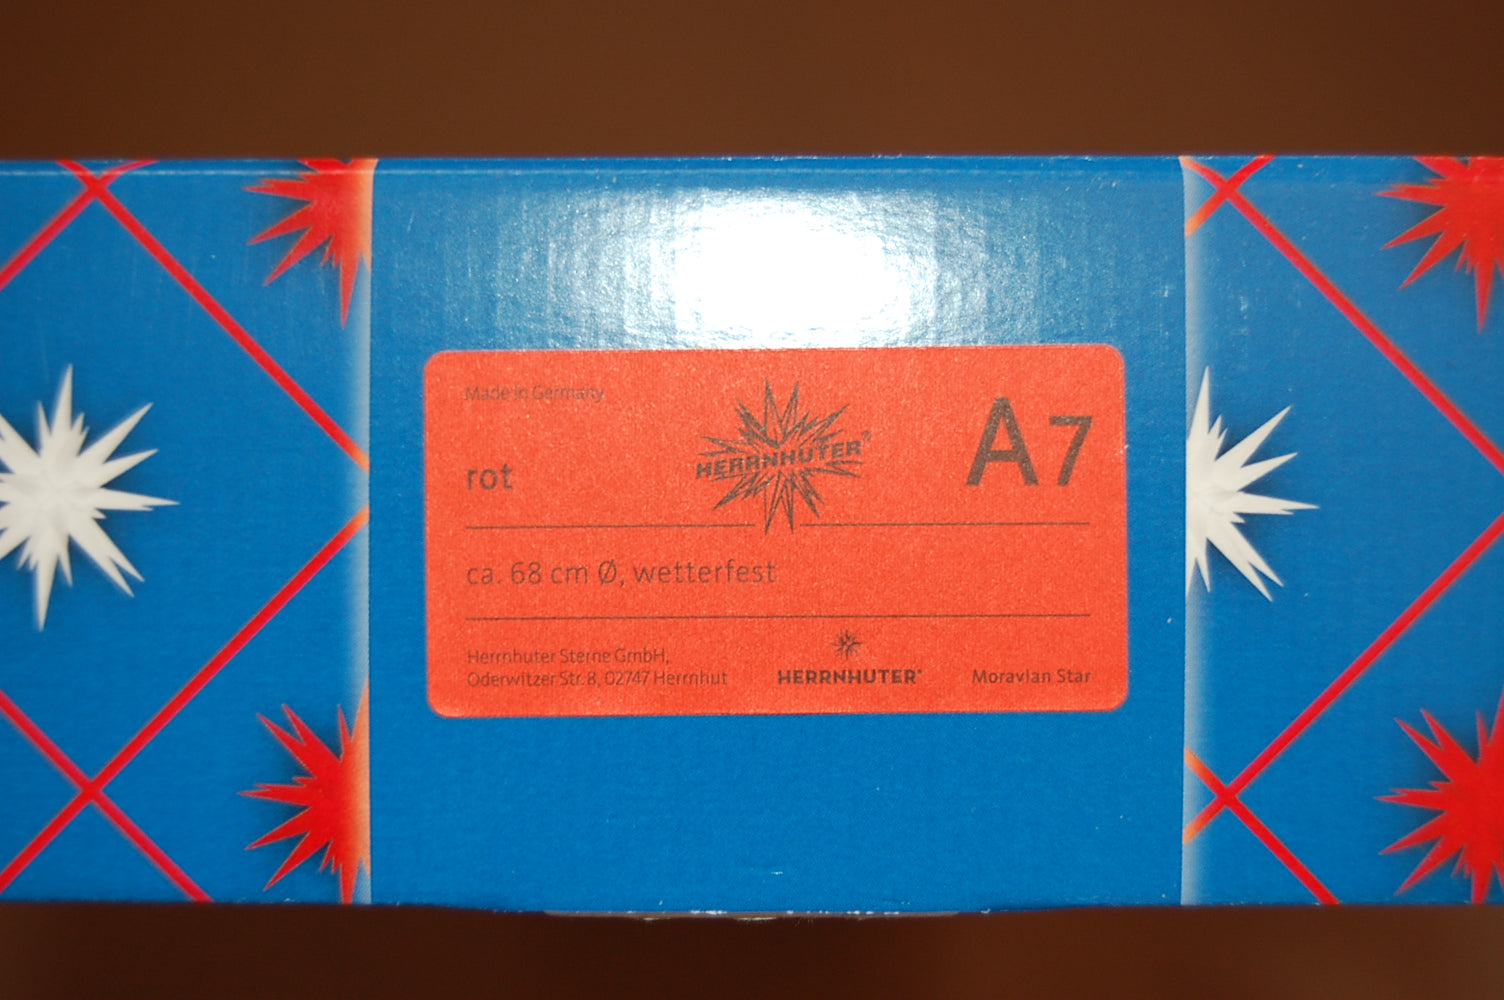 Made in Germany
HERRNHUTER®
A7
rot
ca. 68 cm Ø, wetterfest
Herrnhuter Sterne GmbH,
Oderwitzer Str. 8, 02747 Herrnhut
HERRNHUTER®
Moravian Star